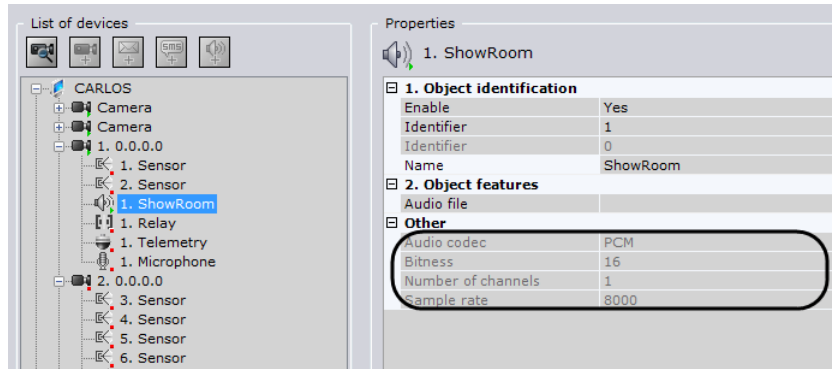 List of devices
sms
CARLOS
Camera
Camera
1. 0.0.0.0
1. Sensor
2. Sensor
1. ShowRoom
1. Relay
1. Telemetry
1. Microphone
2. 0.0.0.0
3. Sensor
4. Sensor
5. Sensor
6. Sensor
Properties
1. ShowRoom
1. Object identification
Enable Yes
Identifier 1
Identifier 0
Name ShowRoom
2. Object features
Audio file
Other
Audio codec PCM
Bitness 16
Number of channels 1
Sample rate 8000